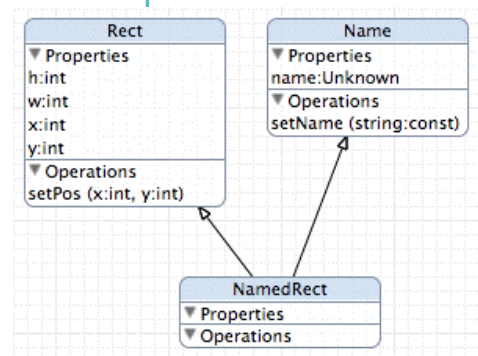 Rect
Properties
h:int
w:int
x:int
y:int
Operations
setPos (x:int, y:int)
Name
Properties
name:Unknown
Operations
setName (string:const)
NamedRect
Properties
Operations